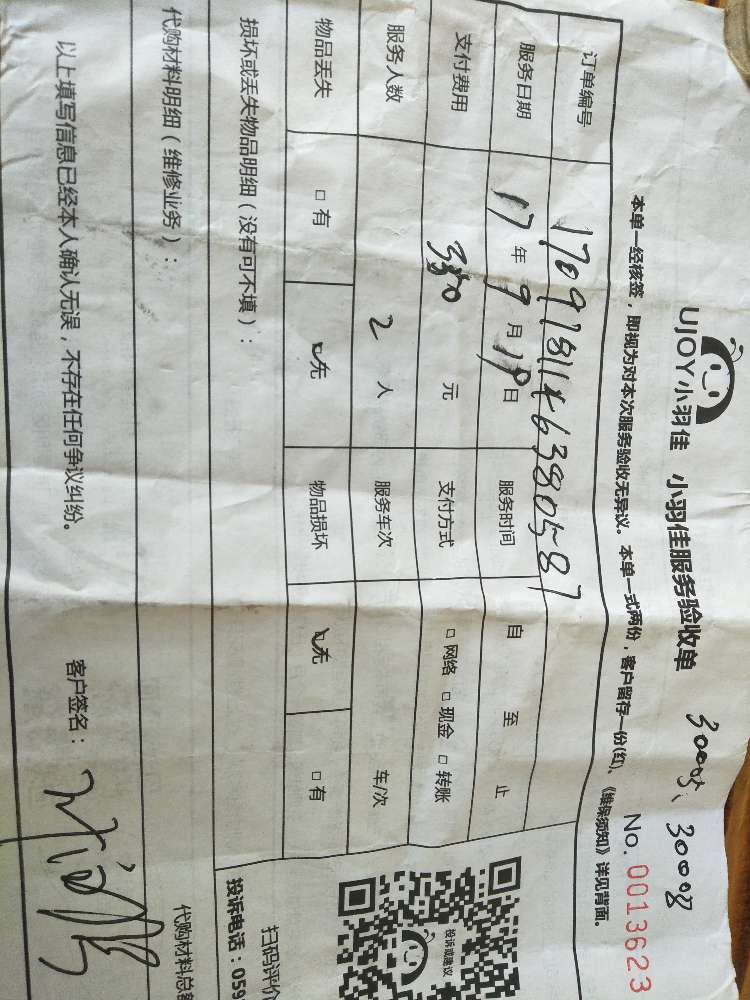 30005、30008
UJOY小羽佳 小羽佳服务验收单
No. 0013623
本单一经核签，即视为对本次服务验收无异议。本单一式两份，客户留存一份(红)、《维保须知》详见背面。
订单编号
服务日期 17 年 9 月 19 日 服务时间 自 至 止
支付费用 元 支付方式 □ 网络 □ 现金 □ 转账
服务人数 2 人 服务车次 车/次
物品丢失 □ 有 □ 无 物品损坏 □ 无 □ 有
投诉或建议
扫码评价
投诉电话：059
损坏或丢失物品明细（没有可不填）：
代购材料明细（维修业务）：
代购材料总
以上填写信息已经本人确认无误，不存在任何争议纠纷。 客户签名：